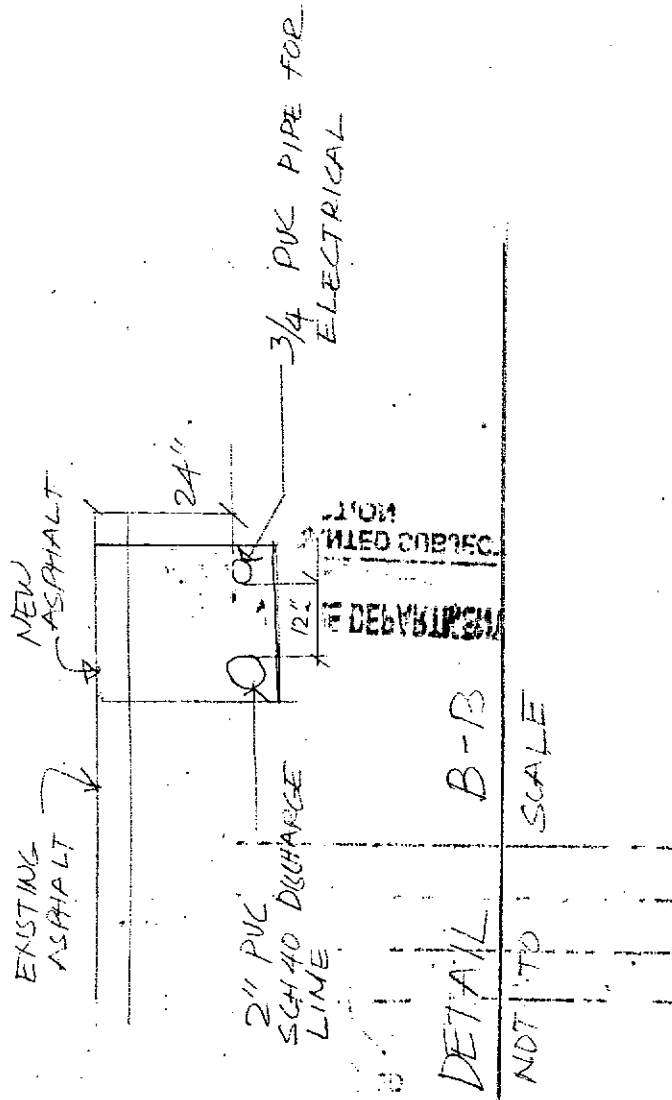 EXISTING
ASPHALT
NEW
ASPHALT
24"
12"
2" PVC
SCH 40 DISCHARGE
LINE
3/4 PVC PIPE FOR
ELECTRICAL
DETAIL B-B
NOT TO SCALE
DEPARTMENT